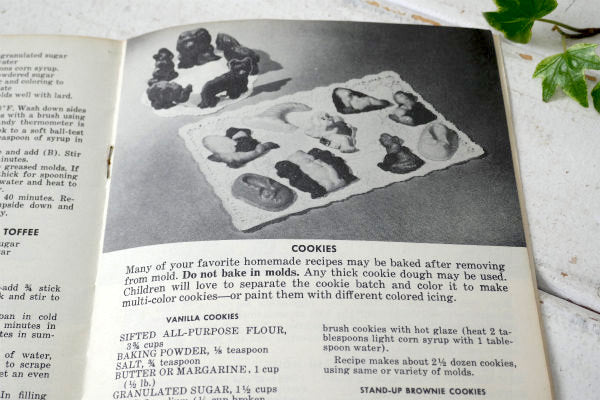 granulated sugar
water
ons corn syrup.
wdered sugar
e and coloring to
ate
olds well with lard.
°F. Wash down sides
s with a brush using
ndy thermometer is
k to a soft ball-test
easpoon of syrup in
e and add (B). Stir
minutes.
greased molds. If
thick for spooning
water and heat to
y.
40 minutes. Re-
upside down and
y.
TOFFEE
sugar
ar
-add ¾ stick
k and stir to
pan in cold
minutes in
tes in sum-
of water,
to scrape
et an even
In filling
COOKIES
Many of your favorite homemade recipes may be baked after removing
from mold. Do not bake in molds. Any thick cookie dough may be used.
Children will love to separate the cookie batch and color it to make
multi-color cookies—or paint them with different colored icing.
VANILLA COOKIES
SIFTED ALL-PURPOSE FLOUR,
3¾ cups
BAKING POWDER, ⅛ teaspoon
SALT, ¾ teaspoon
BUTTER OR MARGARINE, 1 cup
(½ lb.)
GRANULATED SUGAR, 1½ cups
brush cookies with hot glaze (heat 2 ta-
blespoons light corn syrup with 1 table-
spoon water).
Recipe makes about 2½ dozen cookies,
using same or variety of molds.
STAND-UP BROWNIE COOKIES